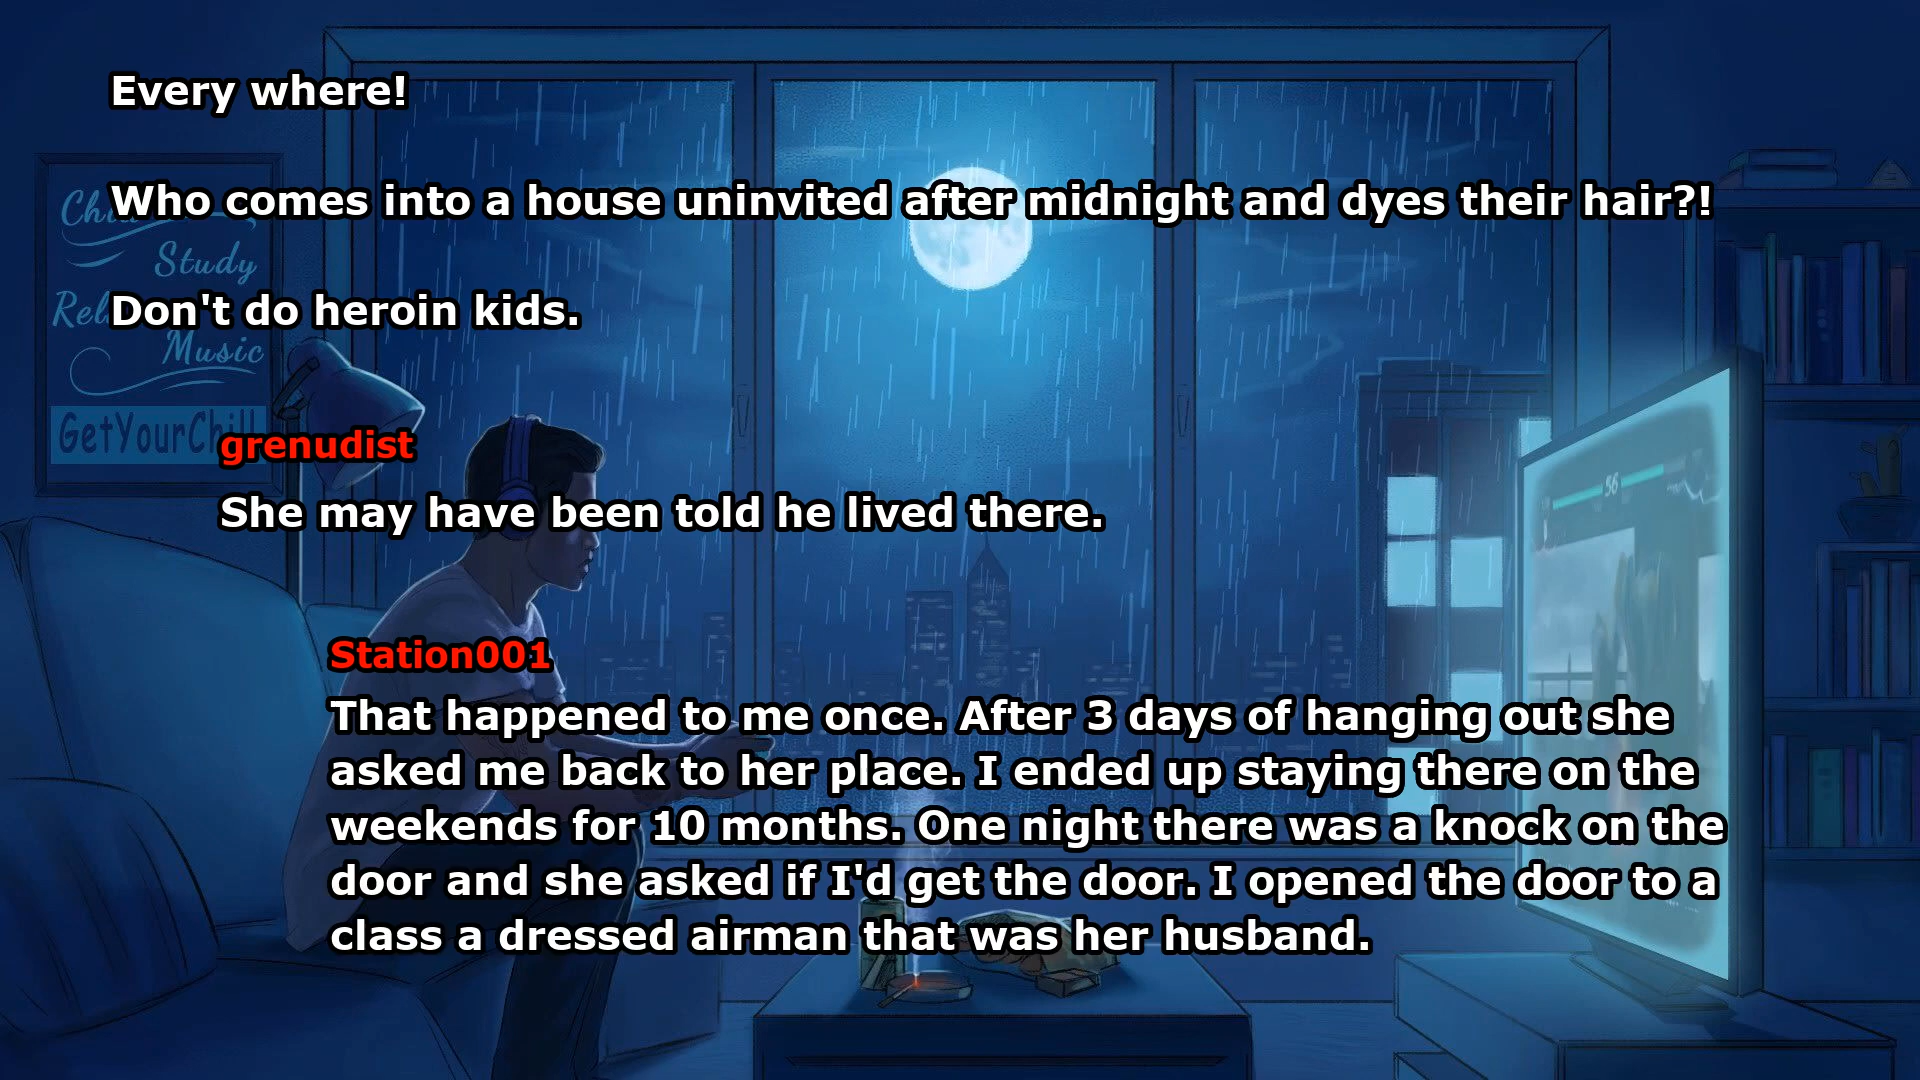 Every where!
Who comes into a house uninvited after midnight and dyes their hair?!
Don't do heroin kids.
Study
Music
GetYourChill
grenudist
She may have been told he lived there.
56
Station001
That happened to me once. After 3 days of hanging out she
asked me back to her place. I ended up staying there on the
weekends for 10 months. One night there was a knock on the
door and she asked if I'd get the door. I opened the door to a
class a dressed airman that was her husband.